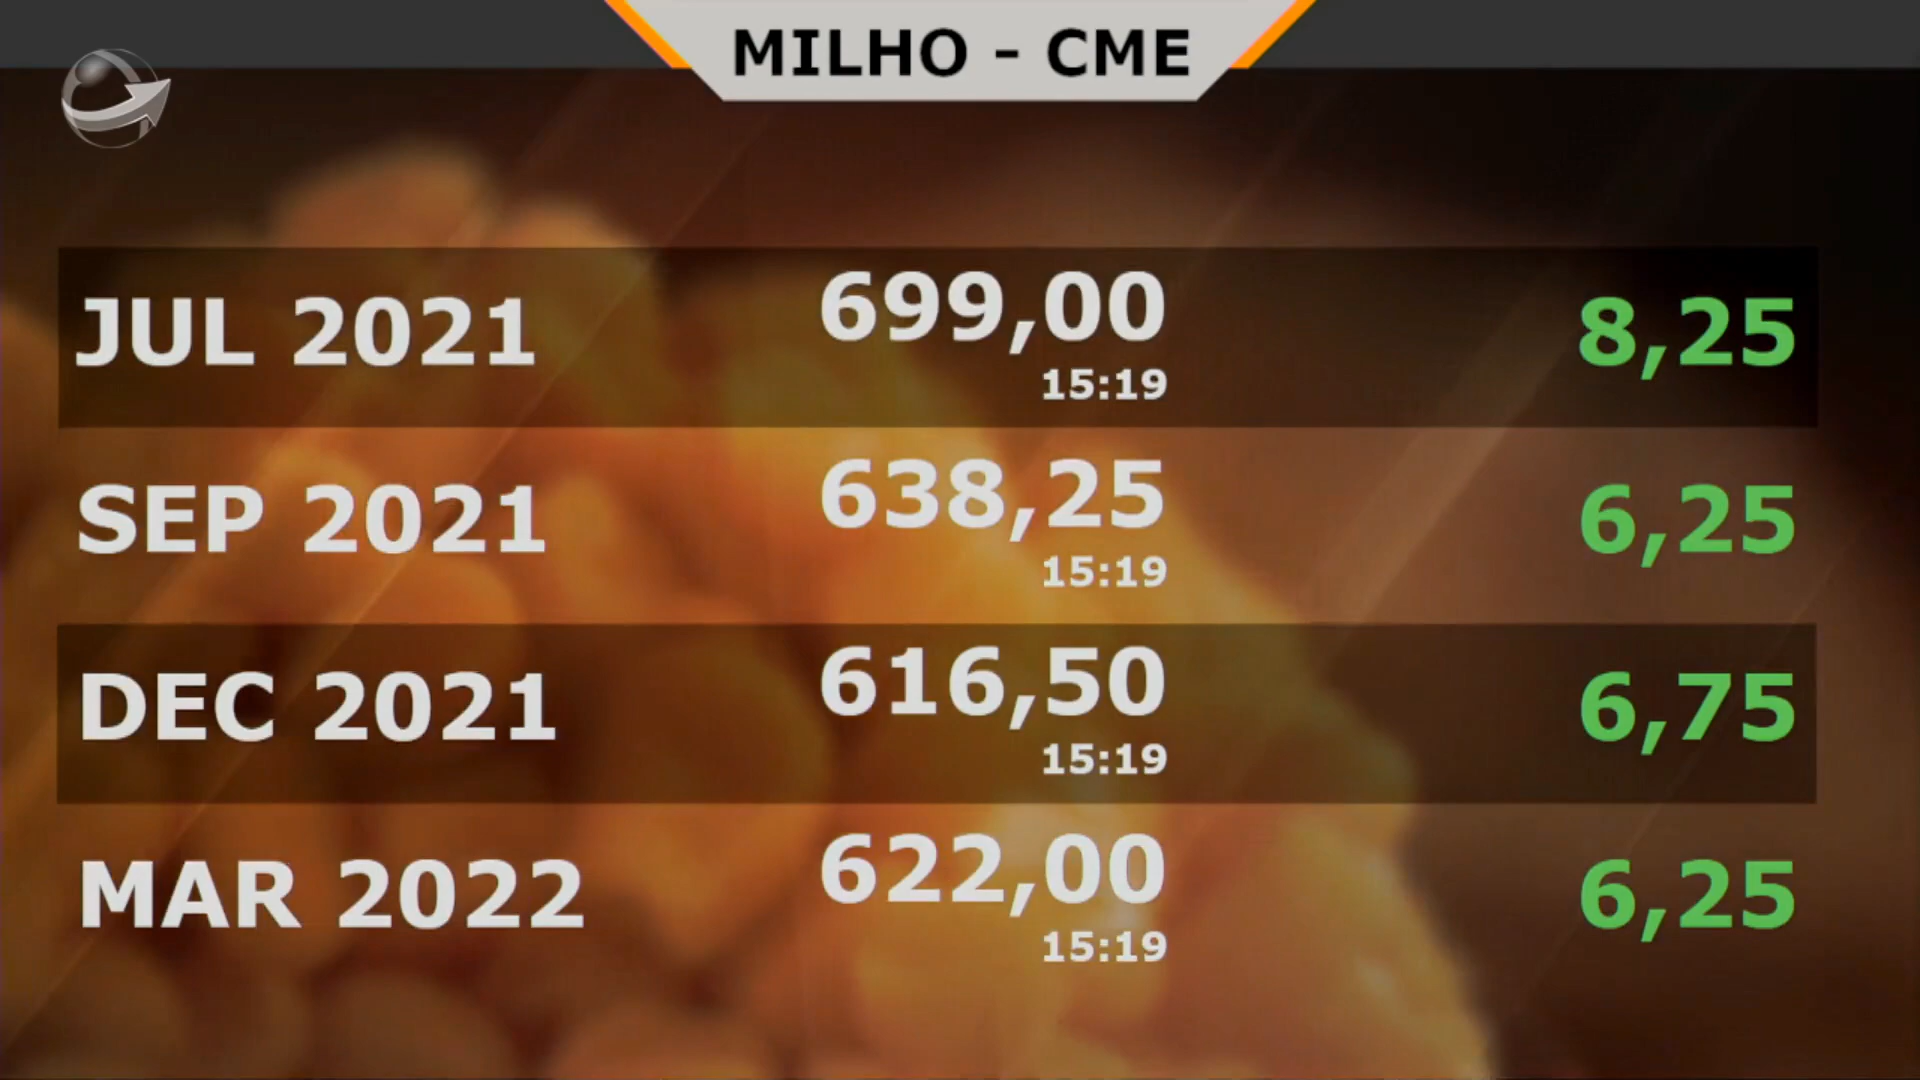 MILHO - CME
JUL 2021 699,00 8,25
15:19
SEP 2021 638,25 6,25
15:19
DEC 2021 616,50 6,75
15:19
MAR 2022 622,00 6,25
15:19